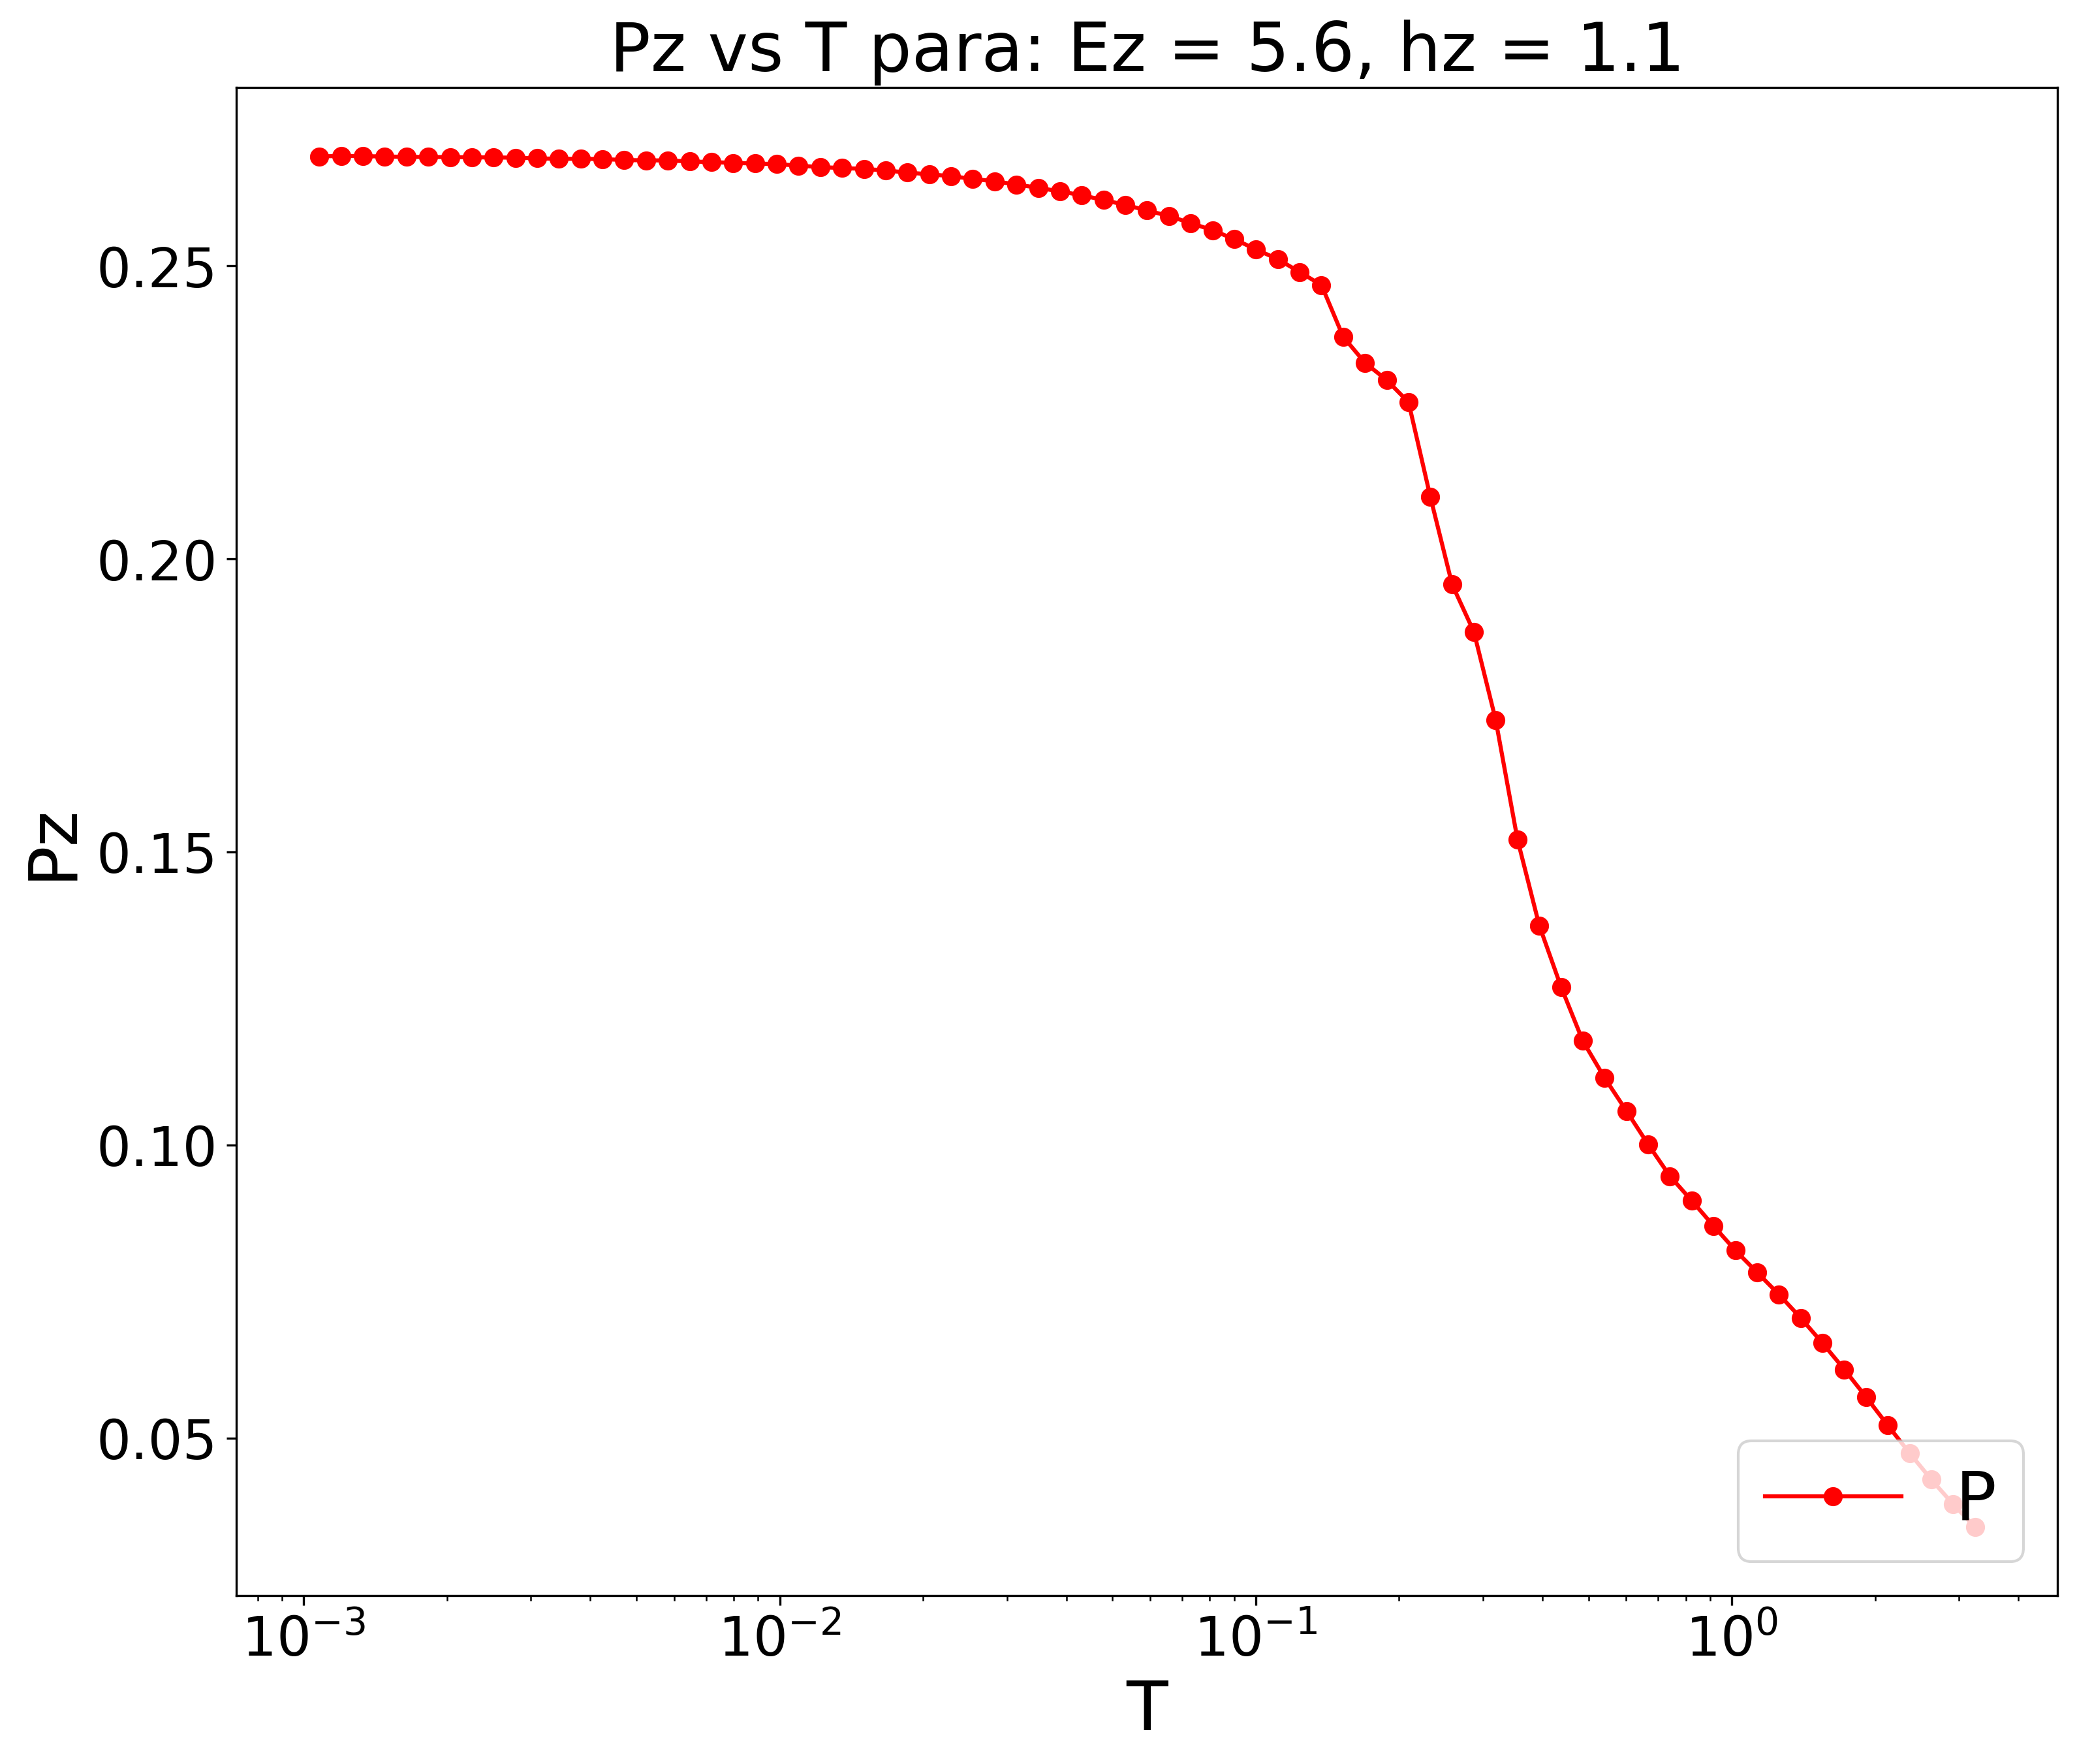 Pz vs T para: Ez = 5.6, hz = 1.1
Pz
0.25
0.20
0.15
0.10
0.05
P
10⁻³ 10⁻² 10⁻¹ 10⁰
T